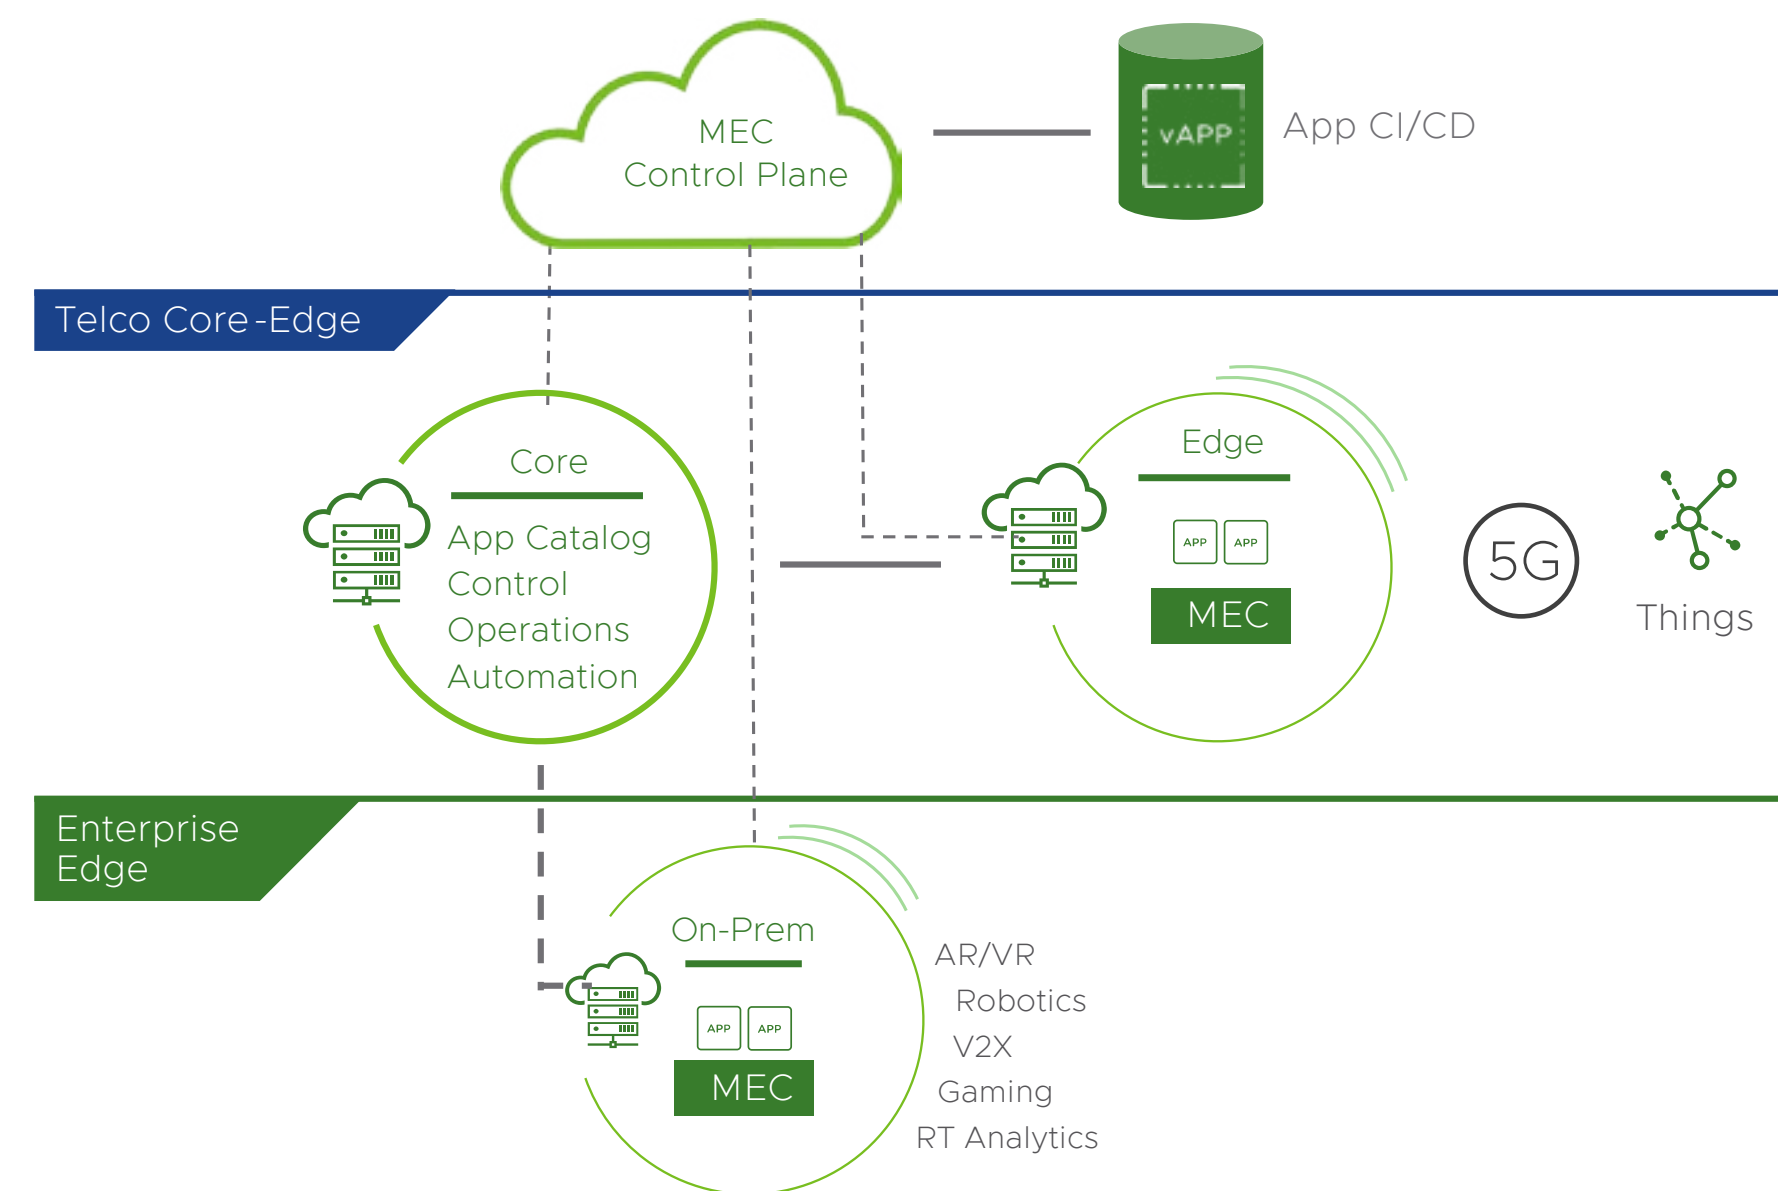 MEC
Control Plane
vAPP
App CI/CD
Telco Core-Edge
Core
App Catalog
Control
Operations
Automation
Edge
APP APP
MEC
5G
Things
Enterprise
Edge
On-Prem
APP APP
MEC
AR/VR
Robotics
V2X
Gaming
RT Analytics